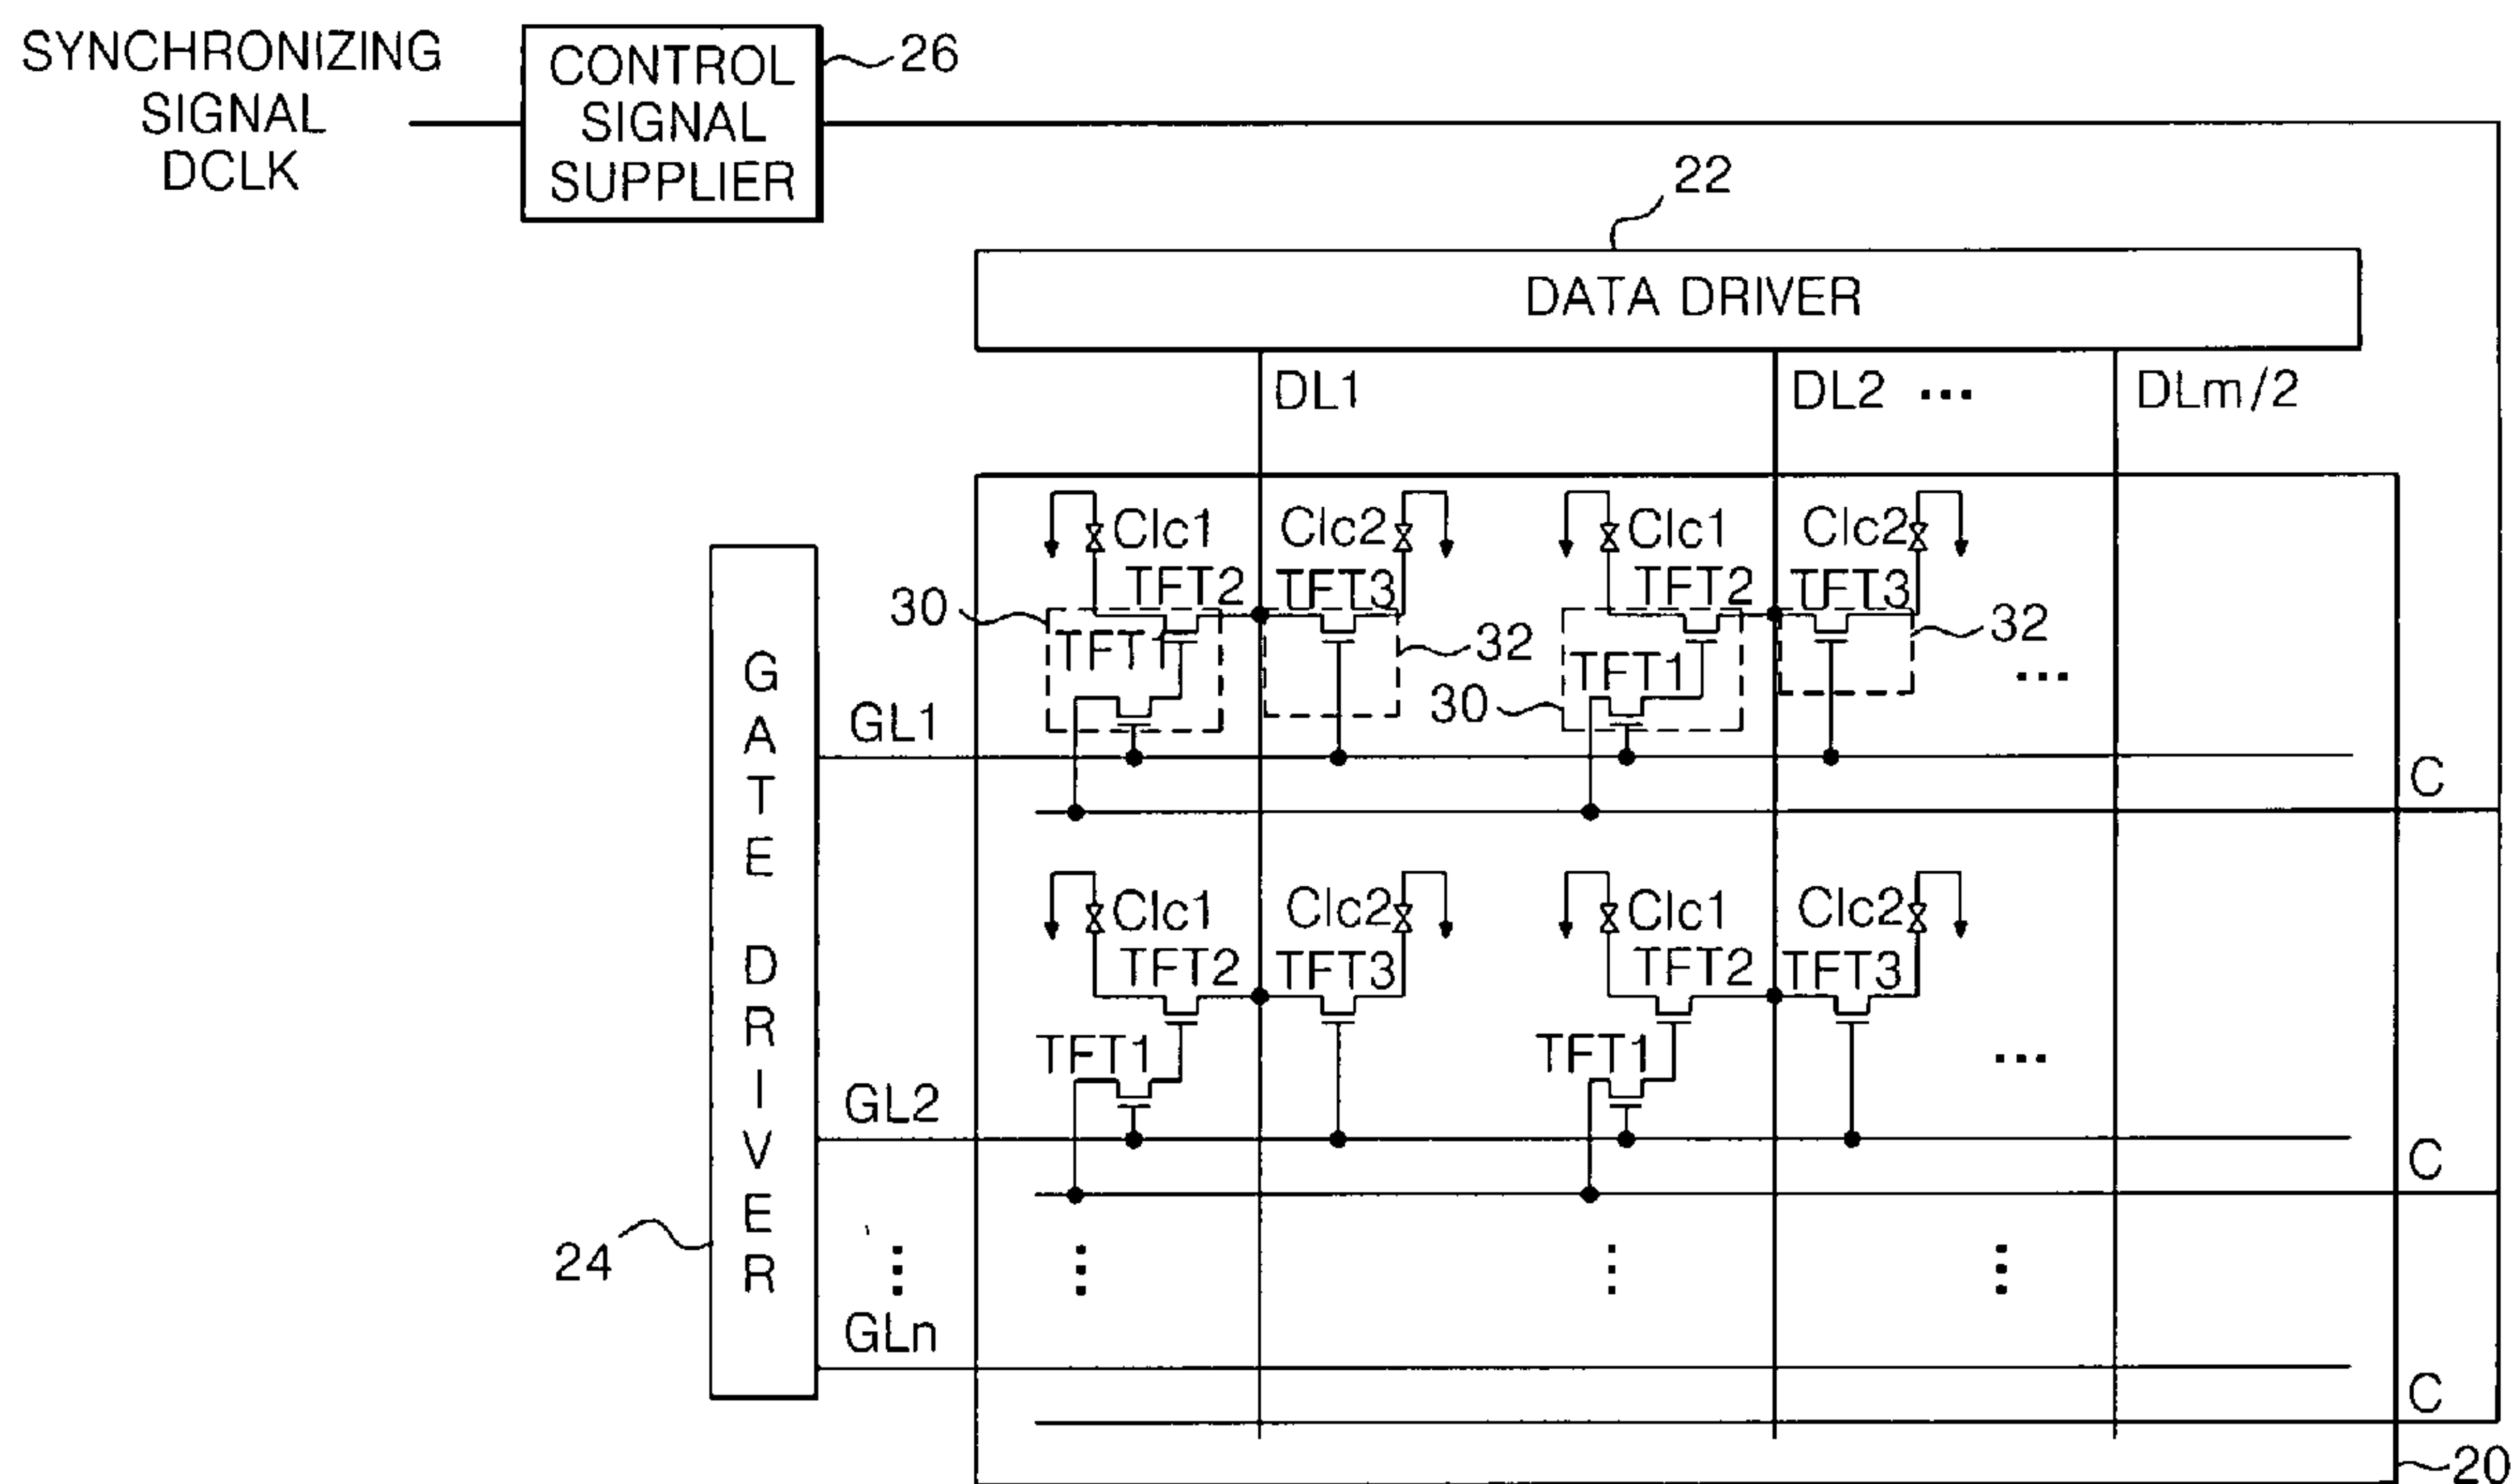 SYNCHRONIZING
SIGNAL
DCLK
CONTROL
SIGNAL
SUPPLIER
26
22
DATA DRIVER
DL1
DL2 ...
DLm/2
Clc1
Clc2
Clc1
Clc2
TFT2
TFT3
TFT2
TFT3
30
TFT1
32
TFT1
32
30
...
GATE DRIVER
GL1
C
Clc1
Clc2
Clc1
Clc2
TFT2
TFT3
TFT2
TFT3
TFT1
TFT1
...
GL2
C
24
GLn
C
20